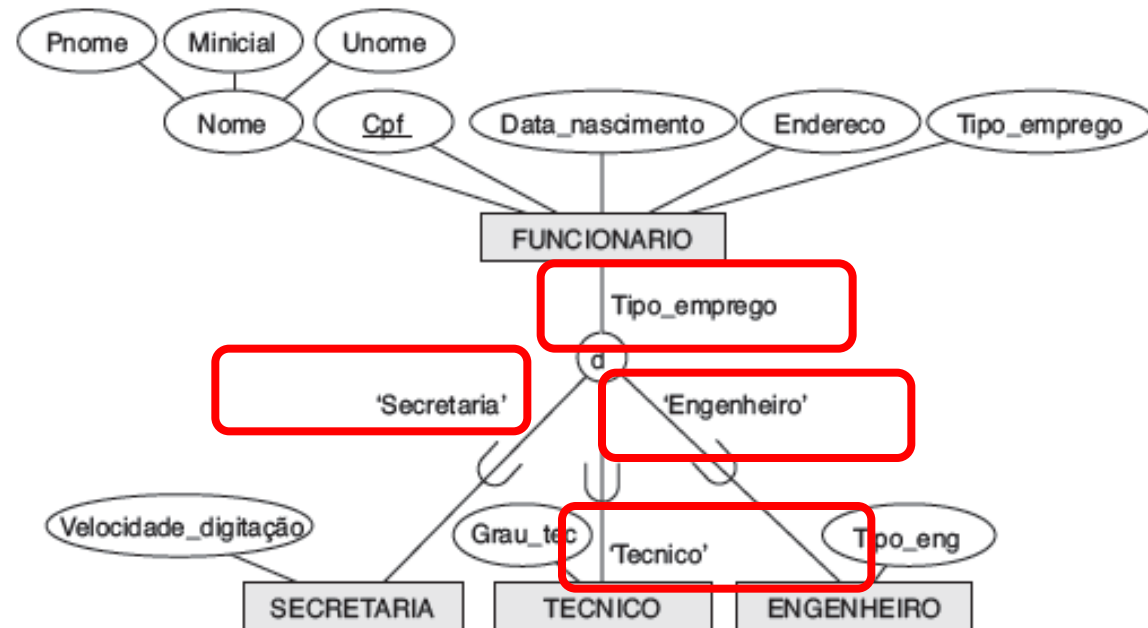 Pnome Minicial Unome
Nome Cpf Data_nascimento Endereco Tipo_emprego
FUNCIONARIO
Tipo_emprego
d
'Secretaria' 'Engenheiro'
Velocidade_digitação Grau_tec Tipo_eng
'Tecnico'
SECRETARIA TECNICO ENGENHEIRO